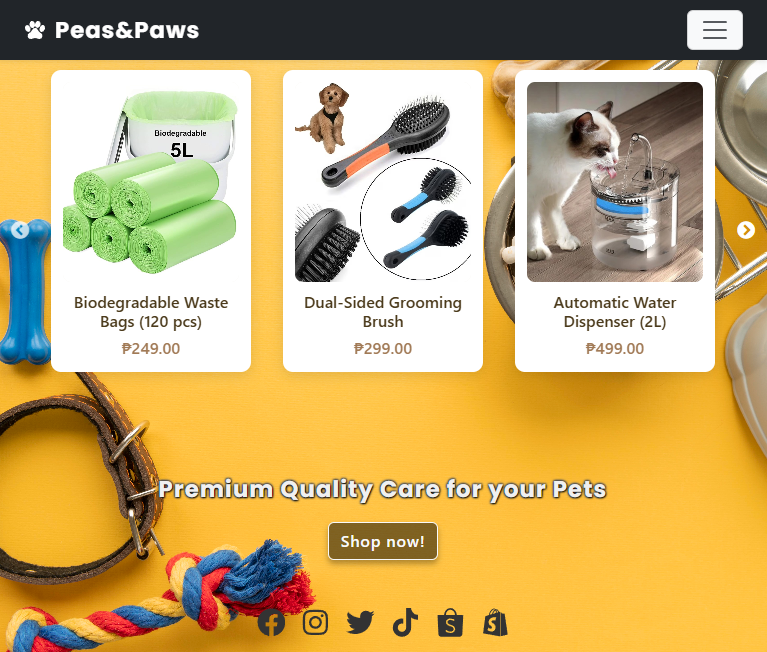 Peas&Paws
Biodegradable
5L
Biodegradable Waste
Bags (120 pcs)
₱249.00
Dual-Sided Grooming
Brush
₱299.00
Automatic Water
Dispenser (2L)
₱499.00
Premium Quality Care for your Pets
Shop now!